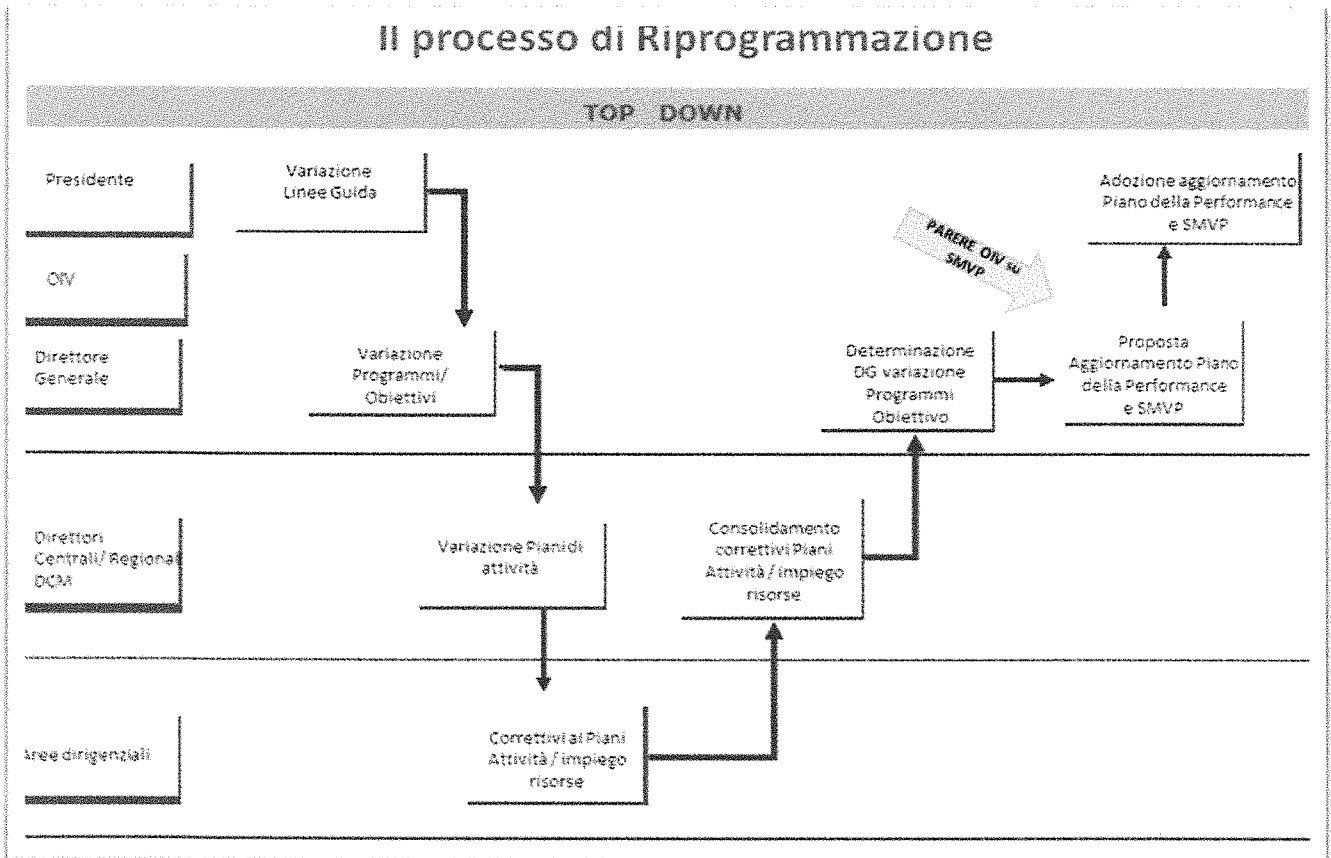 Il processo di Riprogrammazione
TOP DOWN
Presidente
Variazione
Linee Guida
Adozione aggiornamento
Piano della Performance
e SMVP
PARERE OIV su
SMVP
OIV
Direttore
Generale
Variazione
Programmi/
Obiettivi
Determinazione
DG variazione
Programmi
Obiettivo
Proposta
Aggiornamento Piano
della Performance
e SMVP
Direttori
Centrali/ Regional
DCM
Variazione Piani di
attività
Consolidamento
correttivi Piani
Attività / impiego
risorse
Aree dirigenziali
Correttivi ai Piani
Attività / impiego
risorse